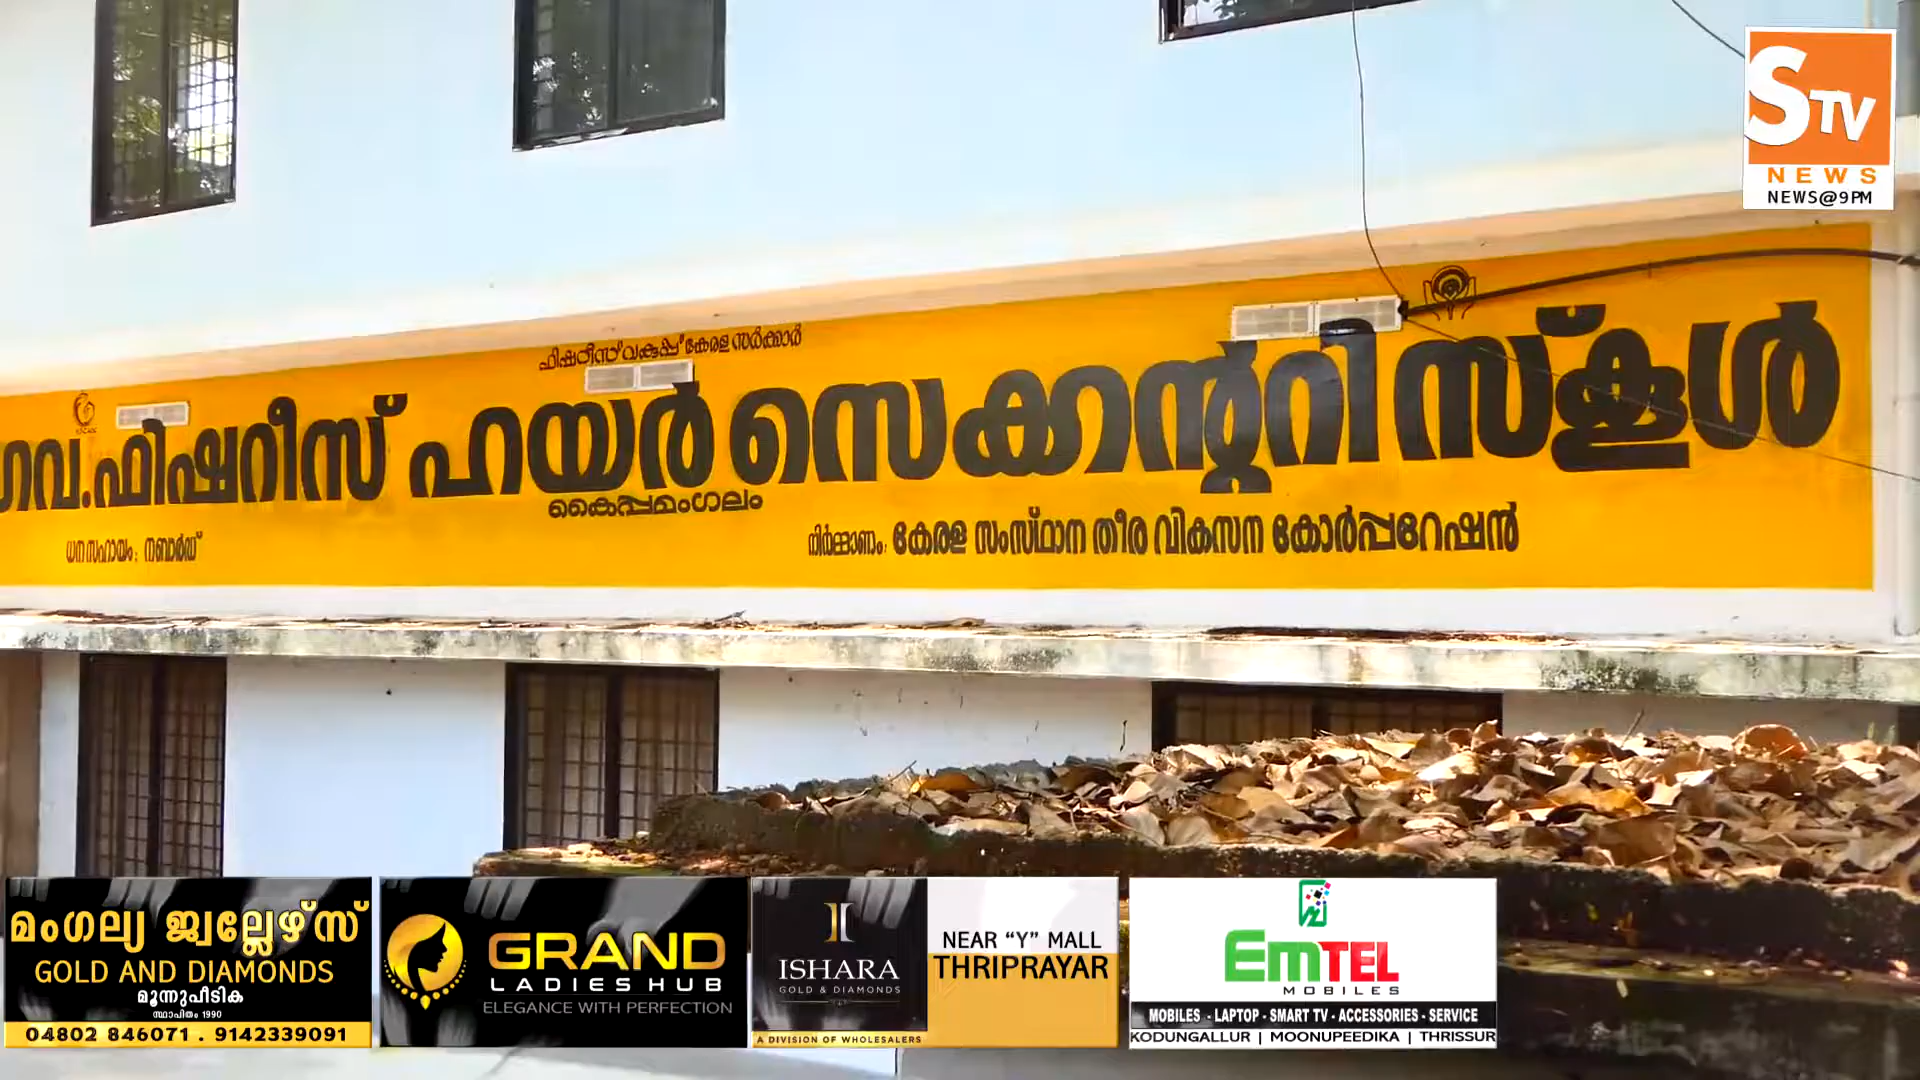 STV
NEWS
NEWS@9PM
ഫിഷറീസ് വകുപ്പ് കേരള സർക്കാർ
ഗവ.ഫിഷറീസ് ഹയർ സെക്കന്ററി സ്കൂൾ
കൈപ്പമംഗലം
ധനസഹായം: നബാർഡ്
നിർമ്മാണം: കേരള സംസ്ഥാന തീര വികസന കോർപ്പറേഷൻ
മംഗല്യ ജ്വല്ലേഴ്സ്
GOLD AND DIAMONDS
മൂന്നുപീടിക
സ്ഥാപിതം 1990
04802 846071 . 9142339091
GRAND
LADIES HUB
ELEGANCE WITH PERFECTION
ISHARA
GOLD & DIAMONDS
A DIVISION OF WHOLESALERS
NEAR “Y” MALL
THRIPRAYAR
EMTEL
MOBILES
MOBILES - LAPTOP - SMART TV - ACCESSORIES - SERVICE
KODUNGALLUR | MOONUPEEDIKA | THRISSUR